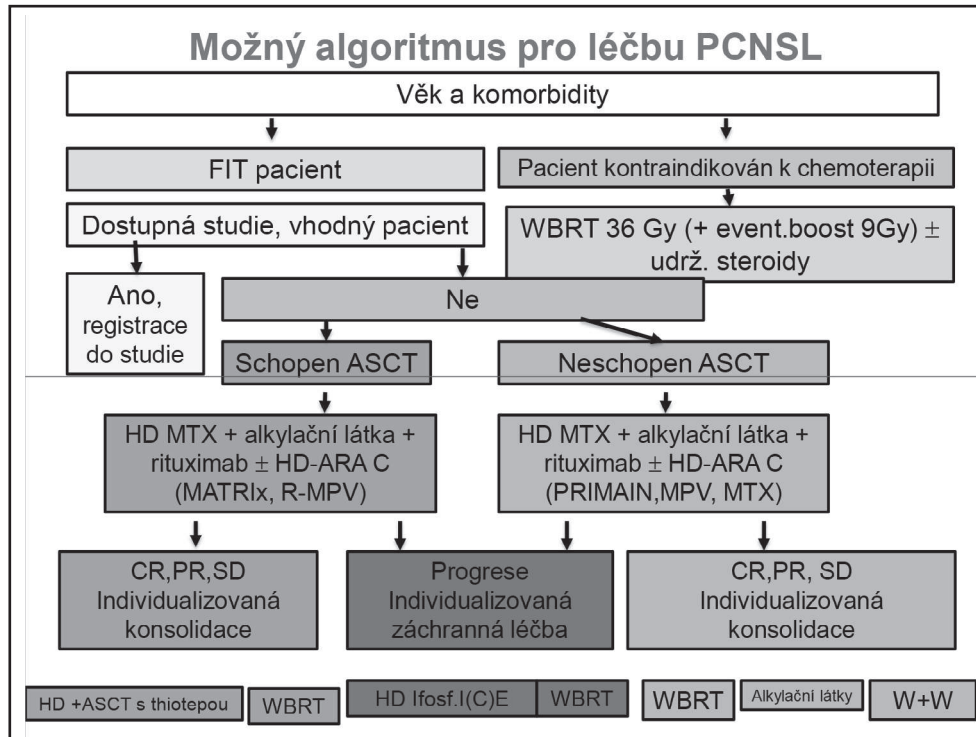 Možný algoritmus pro léčbu PCNSL
Věk a komorbidity
FIT pacient
Pacient kontraindikován k chemoterapii
Dostupná studie, vhodný pacient
WBRT 36 Gy (+ event.boost 9Gy) ±
udrž. steroidy
Ano,
registrace
do studie
Ne
Schopen ASCT
Neschopen ASCT
HD MTX + alkylační látka +
rituximab ± HD-ARA C
(MATRIx, R-MPV)
HD MTX + alkylační látka +
rituximab ± HD-ARA C
(PRIMAIN,MPV, MTX)
CR,PR,SD
Individualizovaná
konsolidace
Progrese
Individualizovaná
záchranná léčba
CR,PR, SD
Individualizovaná
konsolidace
HD +ASCT s thiotepou
WBRT
HD Ifosf.I(C)E
WBRT
WBRT
Alkylační látky
W+W